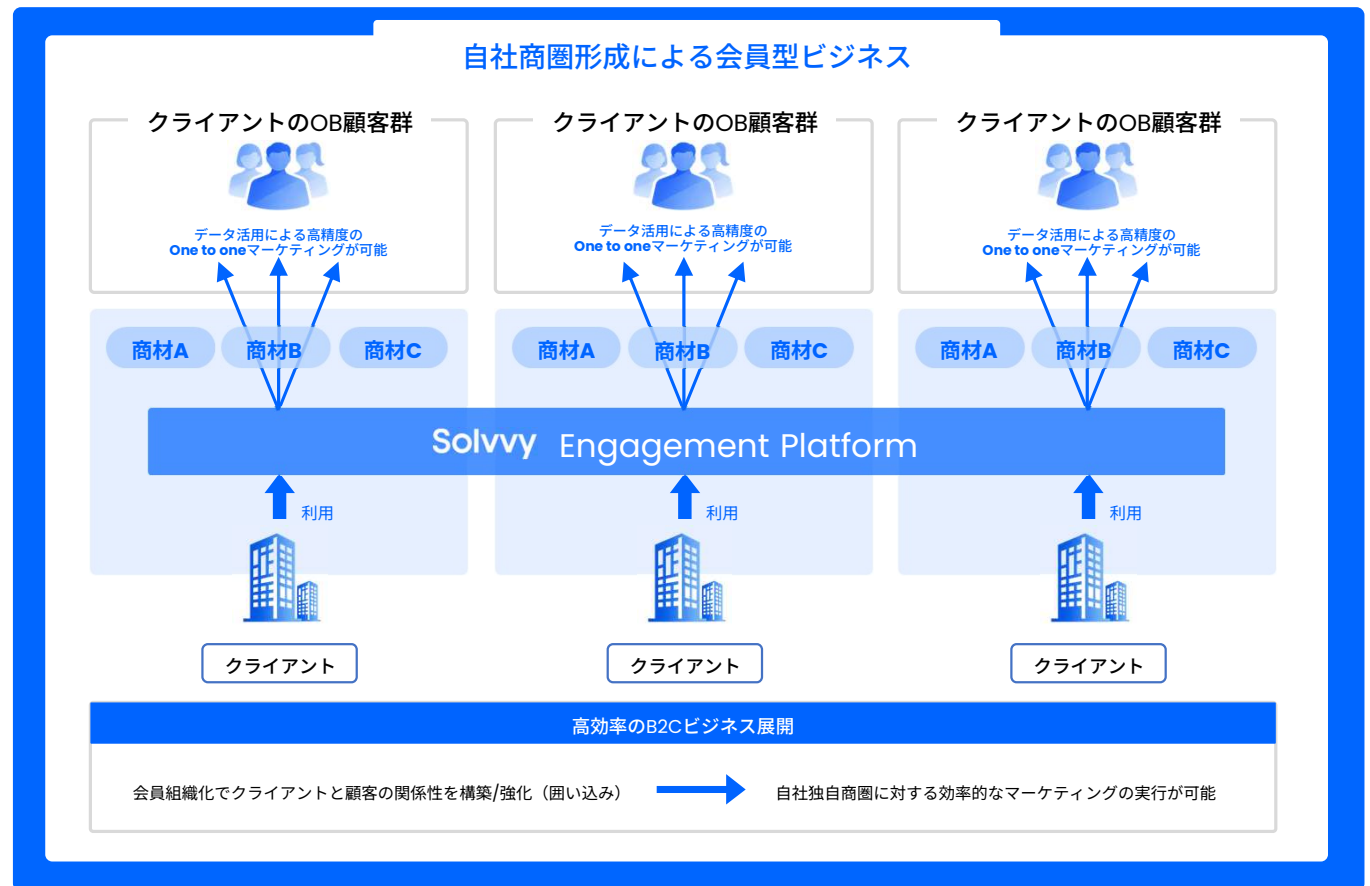 自社商圏形成による会員型ビジネス
クライアントのOB顧客群
クライアントのOB顧客群
クライアントのOB顧客群
データ活用による高精度の
One to oneマーケティングが可能
データ活用による高精度の
One to oneマーケティングが可能
データ活用による高精度の
One to oneマーケティングが可能
商材A
商材B
商材C
商材A
商材B
商材C
商材A
商材B
商材C
Solvvy Engagement Platform
利用
利用
利用
クライアント
クライアント
クライアント
高効率のB2Cビジネス展開
会員組織化でクライアントと顧客の関係性を構築/強化（囲い込み）
自社独自商圏に対する効率的なマーケティングの実行が可能